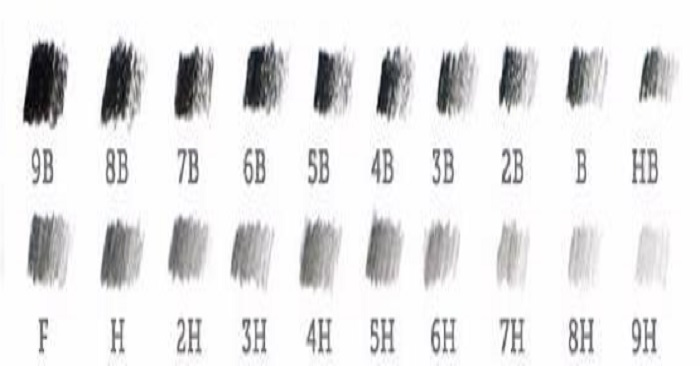 9B 8B 7B 6B 5B 4B 3B 2B B HB
F H 2H 3H 4H 5H 6H 7H 8H 9H